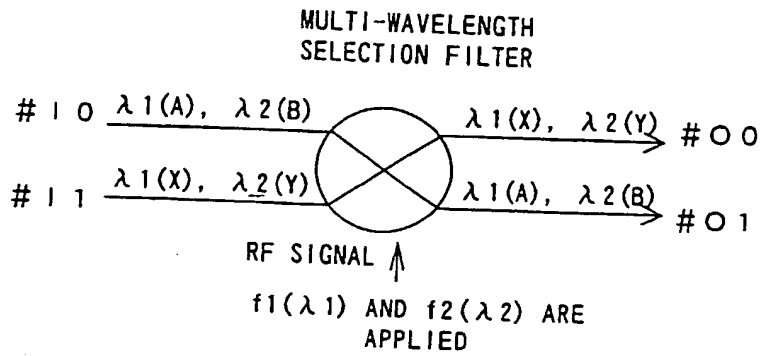 MULTI-WAVELENGTH
SELECTION FILTER
#I0 λ1(A), λ2(B)
λ1(X), λ2(Y) #O0
#I1 λ1(X), λ2(Y)
λ1(A), λ2(B) #O1
RF SIGNAL
f1(λ1) AND f2(λ2) ARE
APPLIED